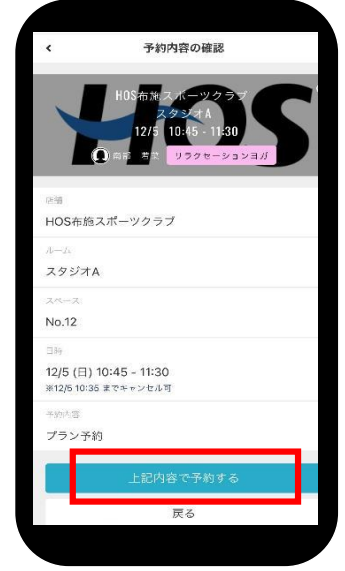 予約内容の確認
HOS
HOS布施スポーツクラブ
スタジオA
12/5 10:45 - 11:30
南部 若菜 リラクセーションヨガ
店舗
HOS布施スポーツクラブ
ルーム
スタジオA
スペース
No.12
日時
12/5 (日) 10:45 - 11:30
※12/5 10:35 までキャンセル可
予約内容
プラン予約
上記内容で予約する
戻る